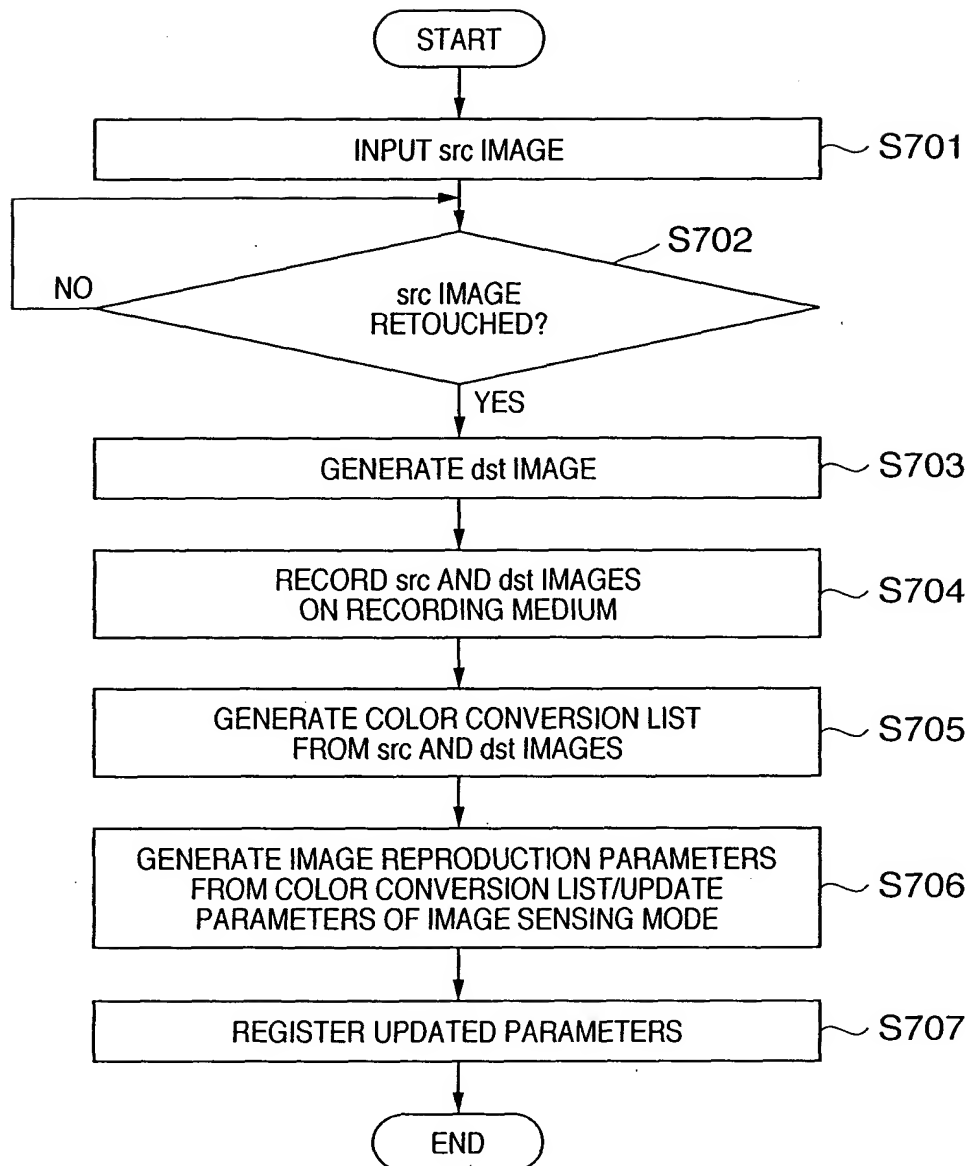 START
INPUT src IMAGE
S701
S702
NO
src IMAGE
RETOUCHED?
YES
GENERATE dst IMAGE
S703
RECORD src AND dst IMAGES
ON RECORDING MEDIUM
S704
GENERATE COLOR CONVERSION LIST
FROM src AND dst IMAGES
S705
GENERATE IMAGE REPRODUCTION PARAMETERS
FROM COLOR CONVERSION LIST/UPDATE
PARAMETERS OF IMAGE SENSING MODE
S706
REGISTER UPDATED PARAMETERS
S707
END